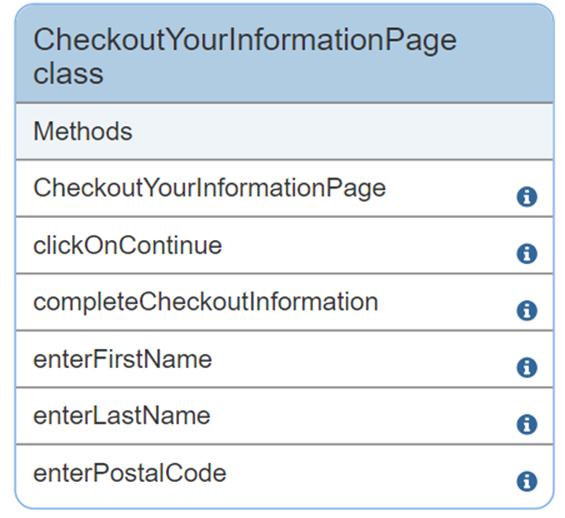 CheckoutYourInformationPage
class
Methods
CheckoutYourInformationPage
clickOnContinue
completeCheckoutInformation
enterFirstName
enterLastName
enterPostalCode